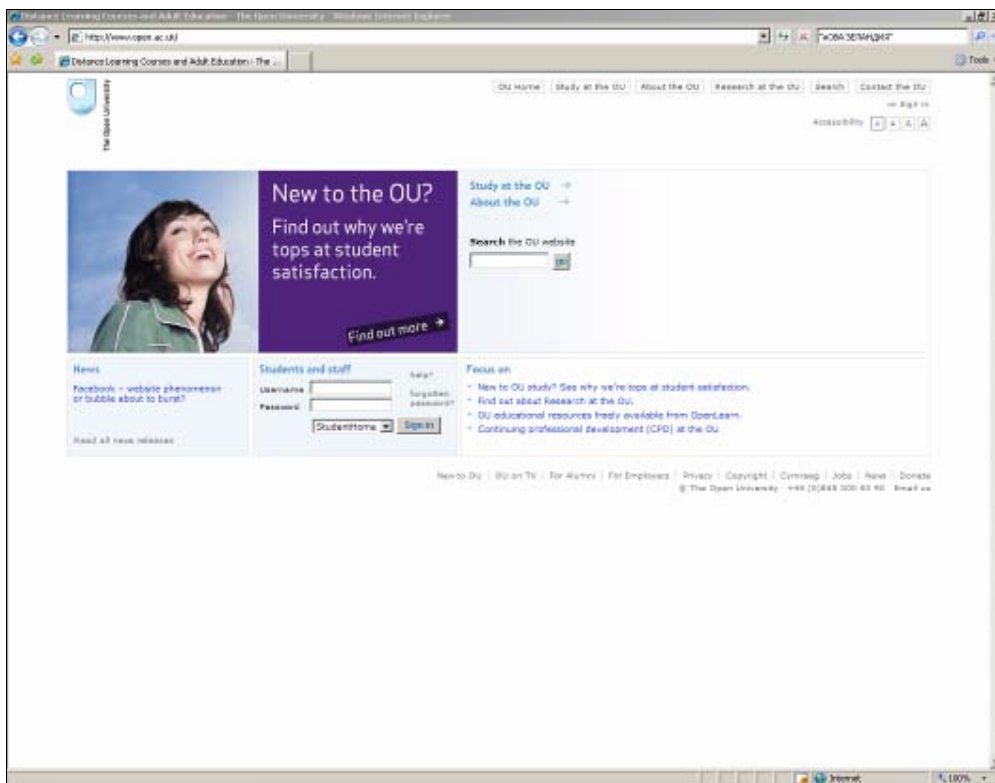 Distance Learning Courses and Adult Education - The Open University - Windows Internet Explorer
http://www.open.ac.uk/
Distance Learning Courses and Adult Education - The ...
Tools
The Open University
OU Home | Study at the OU | About the OU | Research at the OU | Search | Contact the OU
Sign in
Accessibility A A A A
New to the OU?
Find out why we're
tops at student
satisfaction.
Find out more
Study at the OU
About the OU
Search the OU website
go
News
Facebook – website phenomenon
or bubble about to burst?
Read all news releases
Students and staff
help?
Username
forgotten
password?
Password
StudentHome
Sign in
Focus on
New to OU study? See why we're tops at student satisfaction.
Find out about Research at the OU.
OU educational resources freely available from OpenLearn.
Continuing professional development (CPD) at the OU
New to OU | OU on TV | For Alumni | For Employers | Privacy | Copyright | Cymraeg | Jobs | News | Donate
© The Open University Email us
Internet
100%